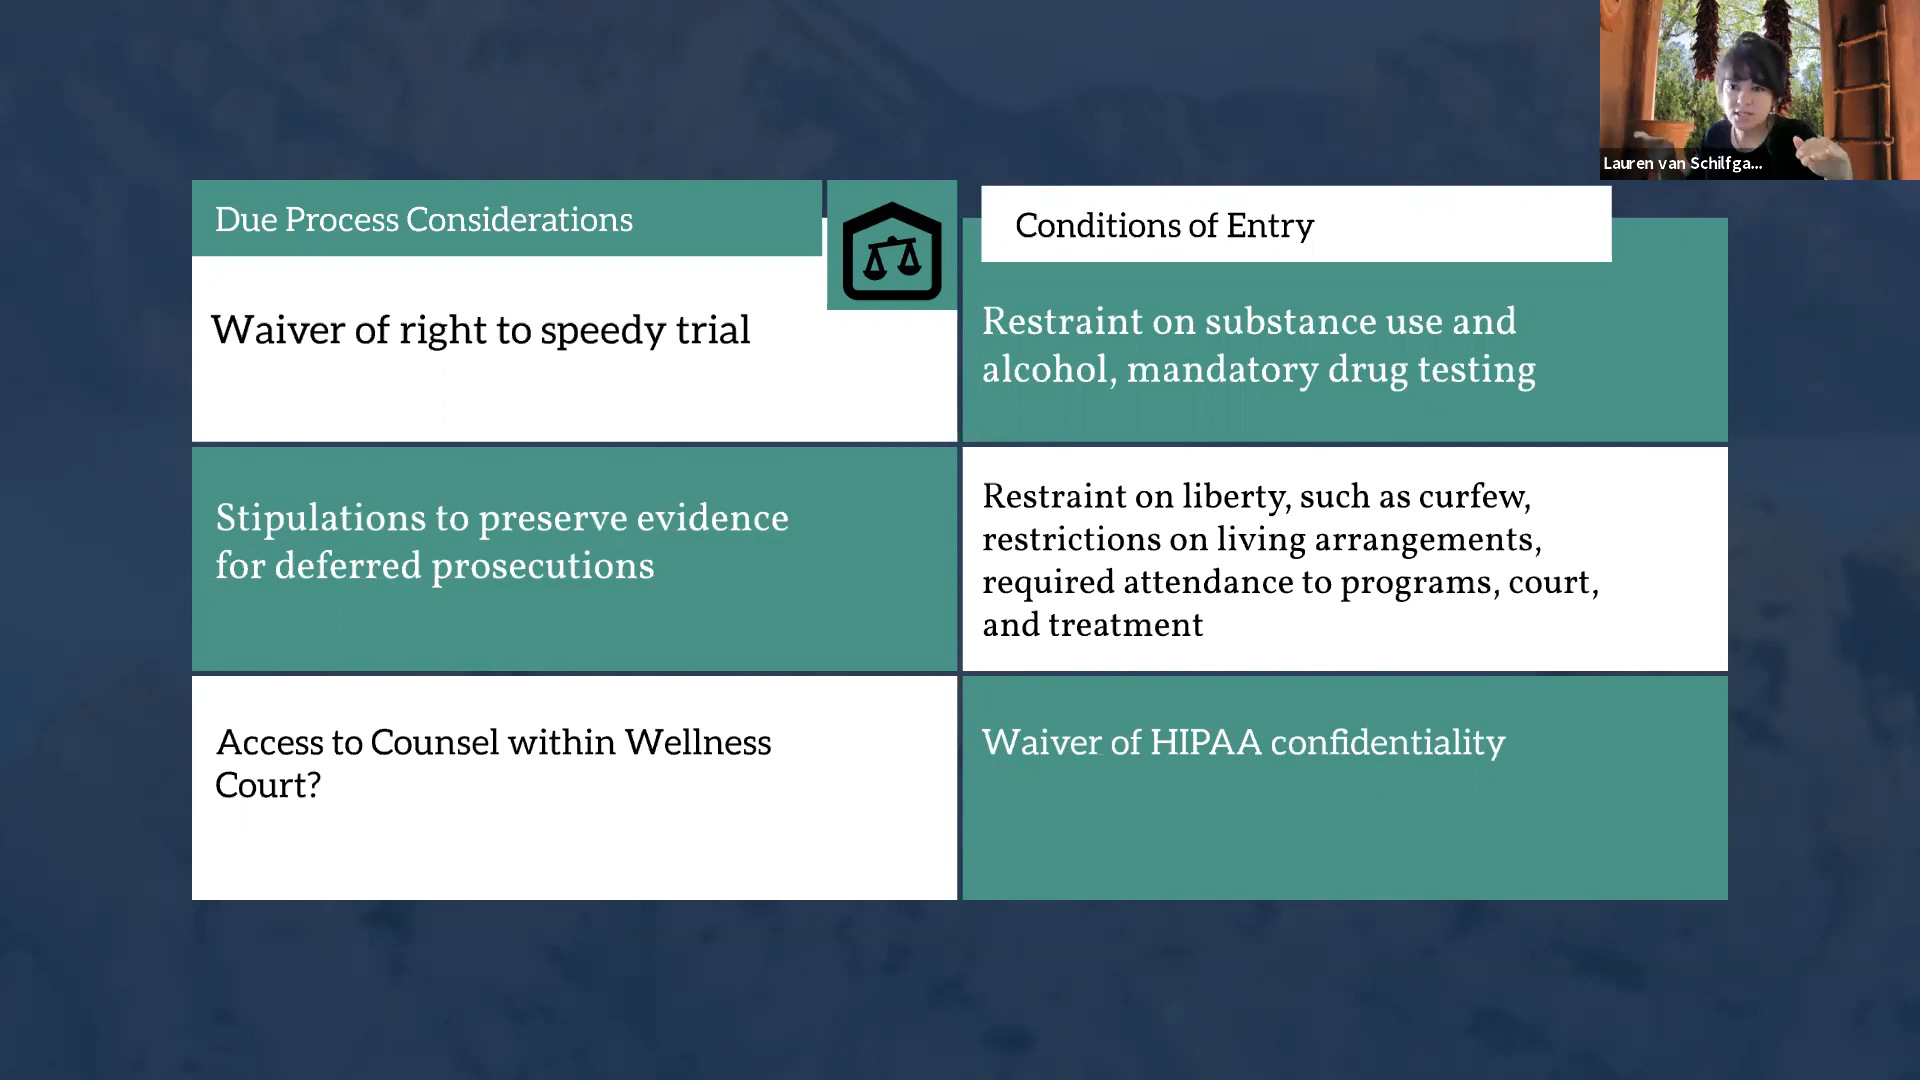 Lauren van Schilfga...
Due Process Considerations
Conditions of Entry
Waiver of right to speedy trial
Restraint on substance use and
alcohol, mandatory drug testing
Stipulations to preserve evidence
for deferred prosecutions
Restraint on liberty, such as curfew,
restrictions on living arrangements,
required attendance to programs, court,
and treatment
Access to Counsel within Wellness
Court?
Waiver of HIPAA confidentiality